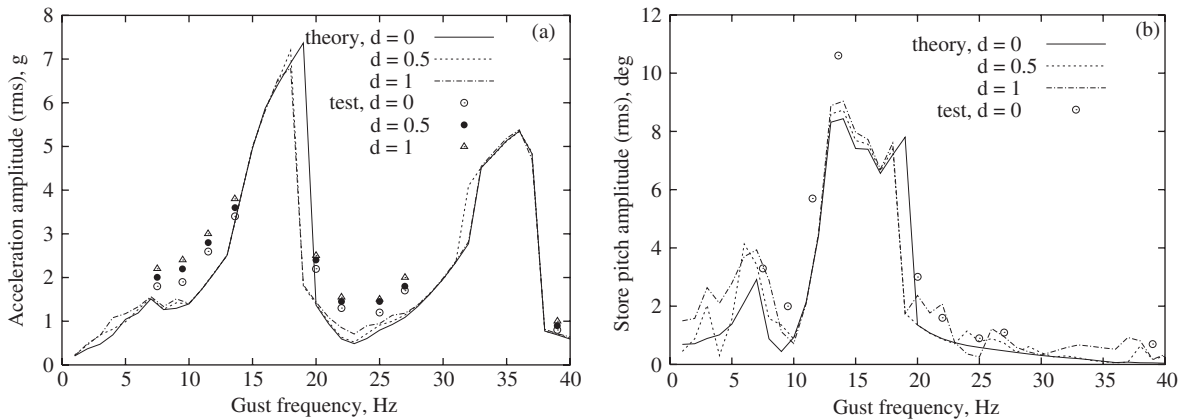 8
7
6
5
4
3
2
1
0
0 5 10 15 20 25 30 35 40
Acceleration amplitude (rms), g
Gust frequency, Hz
(a)
theory, d = 0
d = 0.5
d = 1
test, d = 0
d = 0.5
d = 1
12
10
8
6
4
2
0
0 5 10 15 20 25 30 35 40
Store pitch amplitude (rms), deg
Gust frequency, Hz
(b)
theory, d = 0
d = 0.5
d = 1
test, d = 0